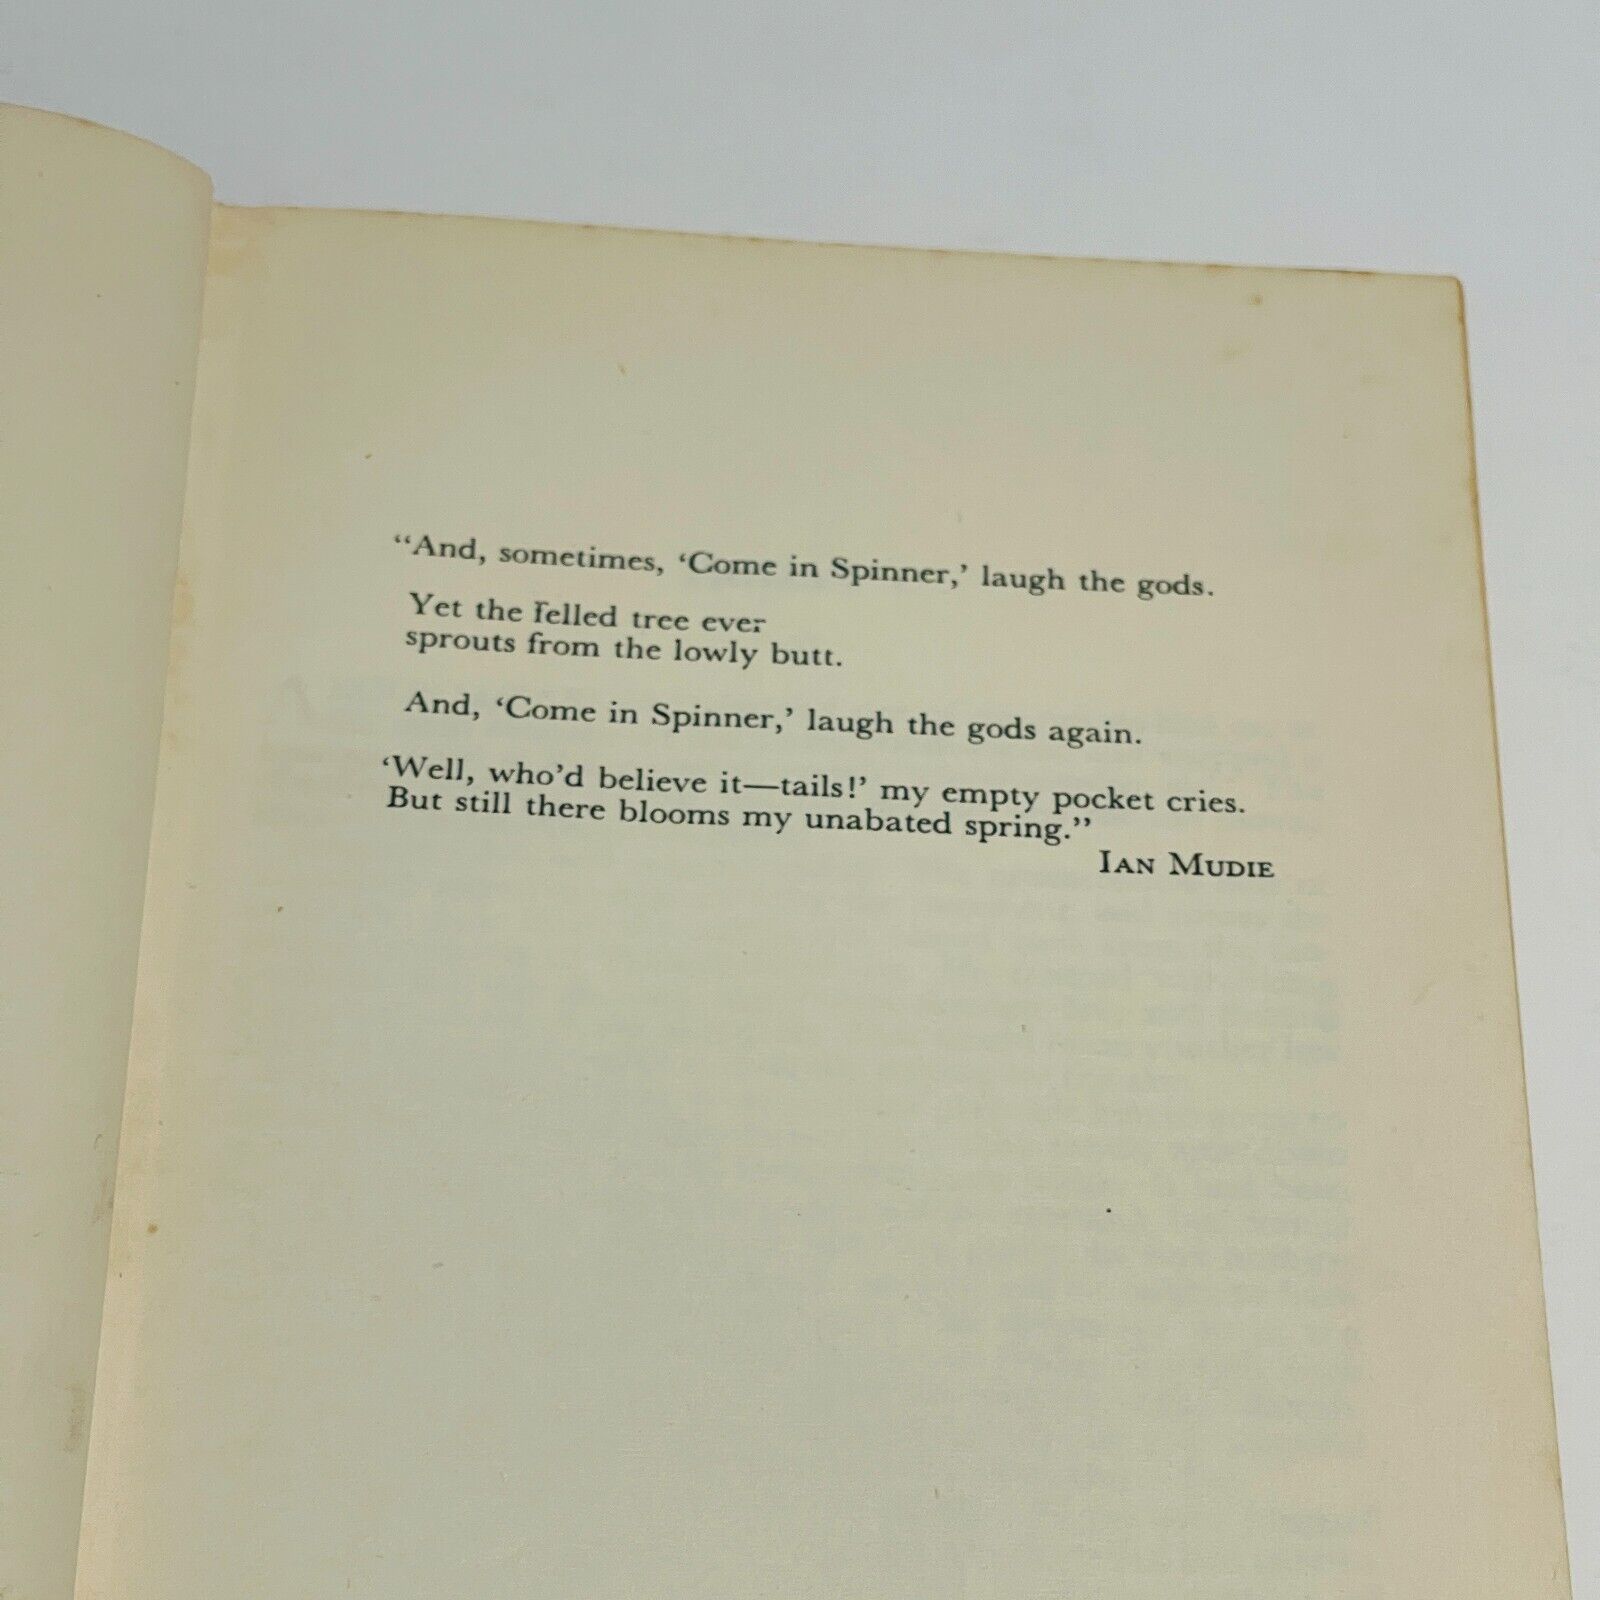 “And, sometimes, ‘Come in Spinner,’ laugh the gods.
Yet the felled tree ever
sprouts from the lowly butt.
And, ‘Come in Spinner,’ laugh the gods again.
‘Well, who’d believe it—tails!’ my empty pocket cries.
But still there blooms my unabated spring.”
IAN MUDIE